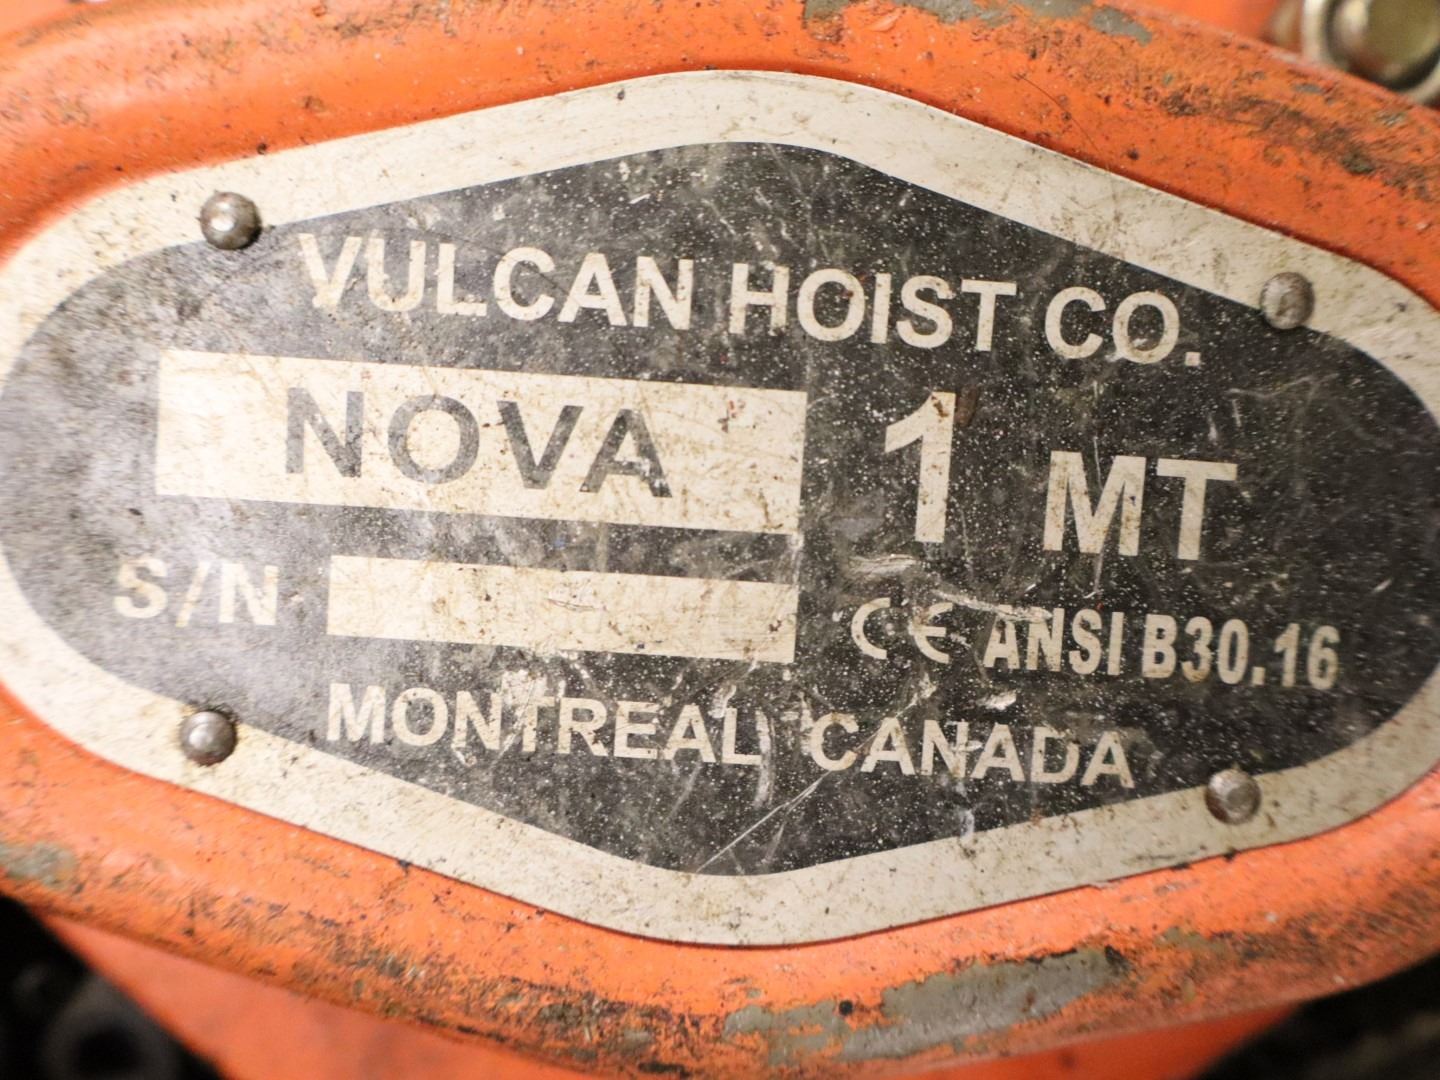 VULCAN HOIST CO.
NOVA 1 MT
S/N
CE ANSI B30.16
MONTREAL CANADA